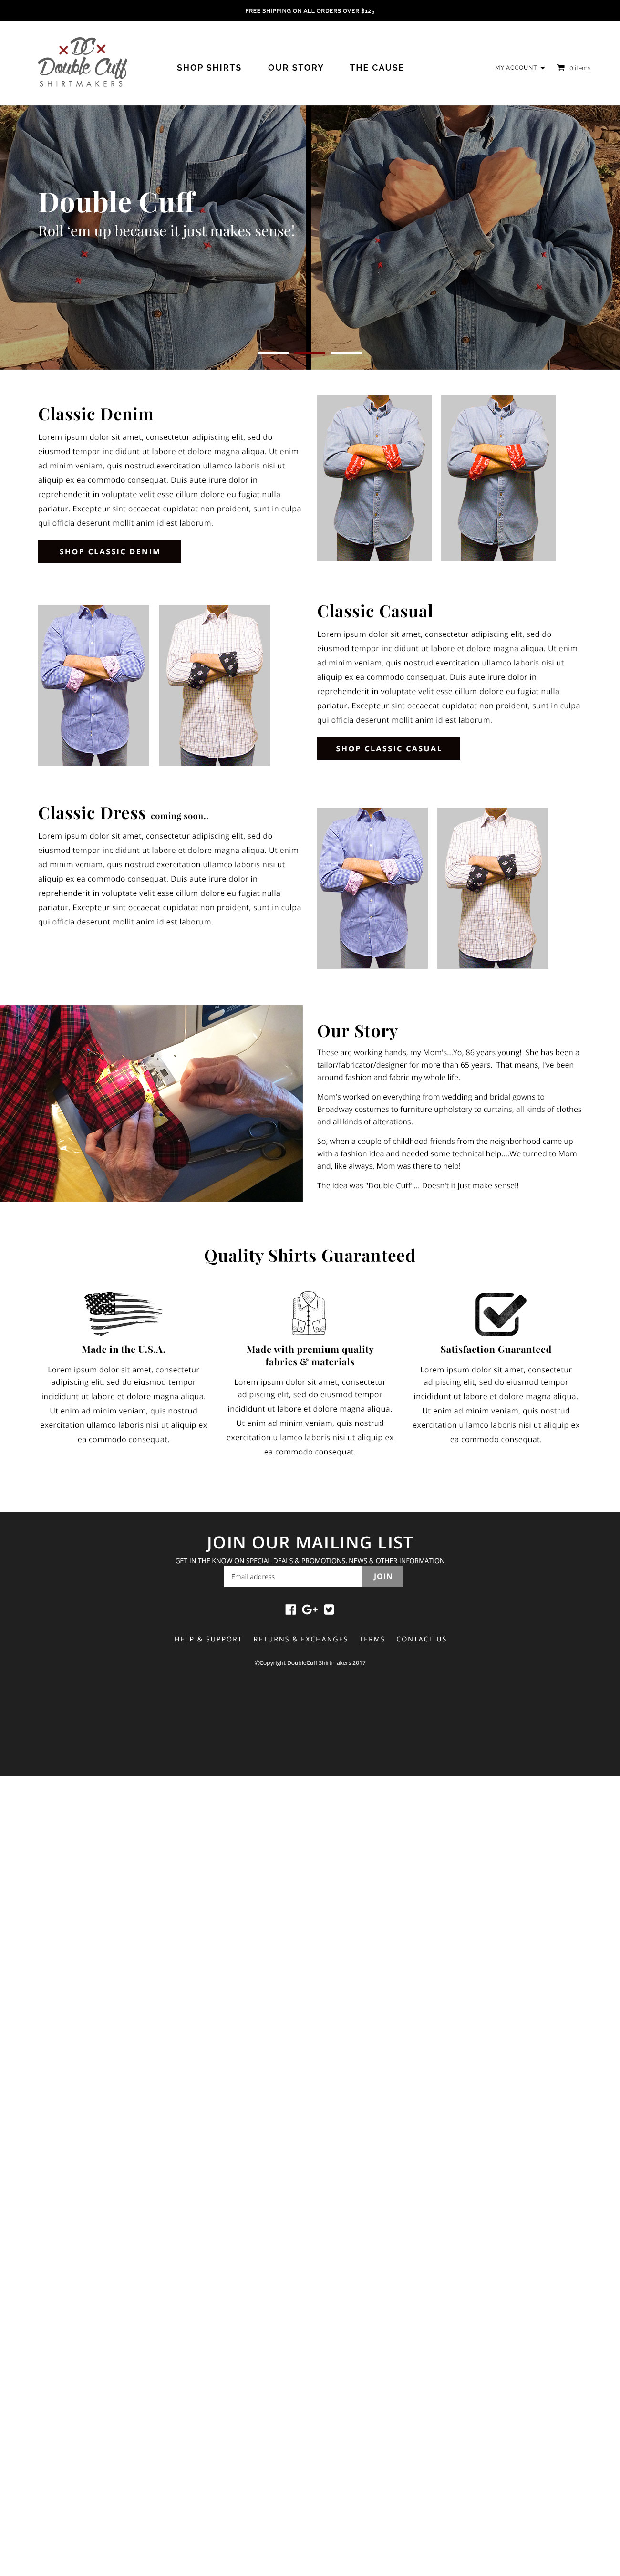 FREE SHIPPING ON ALL ORDERS OVER $125
DC
Double Cuff
SHIRTMAKERS
SHOP SHIRTS OUR STORY THE CAUSE
MY ACCOUNT 0 items
Double Cuff
Roll ‘em up because it just makes sense!
Classic Denim
Lorem ipsum dolor sit amet, consectetur adipiscing elit, sed do
eiusmod tempor incididunt ut labore et dolore magna aliqua. Ut enim
ad minim veniam, quis nostrud exercitation ullamco laboris nisi ut
aliquip ex ea commodo consequat. Duis aute irure dolor in
reprehenderit in voluptate velit esse cillum dolore eu fugiat nulla
pariatur. Excepteur sint occaecat cupidatat non proident, sunt in culpa
qui officia deserunt mollit anim id est laborum.
SHOP CLASSIC DENIM
Classic Casual
Lorem ipsum dolor sit amet, consectetur adipiscing elit, sed do
eiusmod tempor incididunt ut labore et dolore magna aliqua. Ut enim
ad minim veniam, quis nostrud exercitation ullamco laboris nisi ut
aliquip ex ea commodo consequat. Duis aute irure dolor in
reprehenderit in voluptate velit esse cillum dolore eu fugiat nulla
pariatur. Excepteur sint occaecat cupidatat non proident, sunt in culpa
qui officia deserunt mollit anim id est laborum.
SHOP CLASSIC CASUAL
Classic Dress coming soon..
Lorem ipsum dolor sit amet, consectetur adipiscing elit, sed do
eiusmod tempor incididunt ut labore et dolore magna aliqua. Ut enim
ad minim veniam, quis nostrud exercitation ullamco laboris nisi ut
aliquip ex ea commodo consequat. Duis aute irure dolor in
reprehenderit in voluptate velit esse cillum dolore eu fugiat nulla
pariatur. Excepteur sint occaecat cupidatat non proident, sunt in culpa
qui officia deserunt mollit anim id est laborum.
Our Story
These are working hands, my Mom's...Yo, 86 years young! She has been a
tailor/fabricator/designer for more than 65 years. That means, I've been
around fashion and fabric my whole life.
Mom's worked on everything from wedding and bridal gowns to
Broadway costumes to furniture upholstery to curtains, all kinds of clothes
and all kinds of alterations.
So, when a couple of childhood friends from the neighborhood came up
with a fashion idea and needed some technical help....We turned to Mom
and, like always, Mom was there to help!
The idea was "Double Cuff"... Doesn't it just make sense!!
Quality Shirts Guaranteed
Made in the U.S.A.
Lorem ipsum dolor sit amet, consectetur
adipiscing elit, sed do eiusmod tempor
incididunt ut labore et dolore magna aliqua.
Ut enim ad minim veniam, quis nostrud
exercitation ullamco laboris nisi ut aliquip ex
ea commodo consequat.
Made with premium quality
fabrics & materials
Lorem ipsum dolor sit amet, consectetur
adipiscing elit, sed do eiusmod tempor
incididunt ut labore et dolore magna aliqua.
Ut enim ad minim veniam, quis nostrud
exercitation ullamco laboris nisi ut aliquip ex
ea commodo consequat.
Satisfaction Guaranteed
Lorem ipsum dolor sit amet, consectetur
adipiscing elit, sed do eiusmod tempor
incididunt ut labore et dolore magna aliqua.
Ut enim ad minim veniam, quis nostrud
exercitation ullamco laboris nisi ut aliquip ex
ea commodo consequat.
JOIN OUR MAILING LIST
GET IN THE KNOW ON SPECIAL DEALS & PROMOTIONS, NEWS & OTHER INFORMATION
Email address JOIN
HELP & SUPPORT RETURNS & EXCHANGES TERMS CONTACT US
©Copyright DoubleCuff Shirtmakers 2017